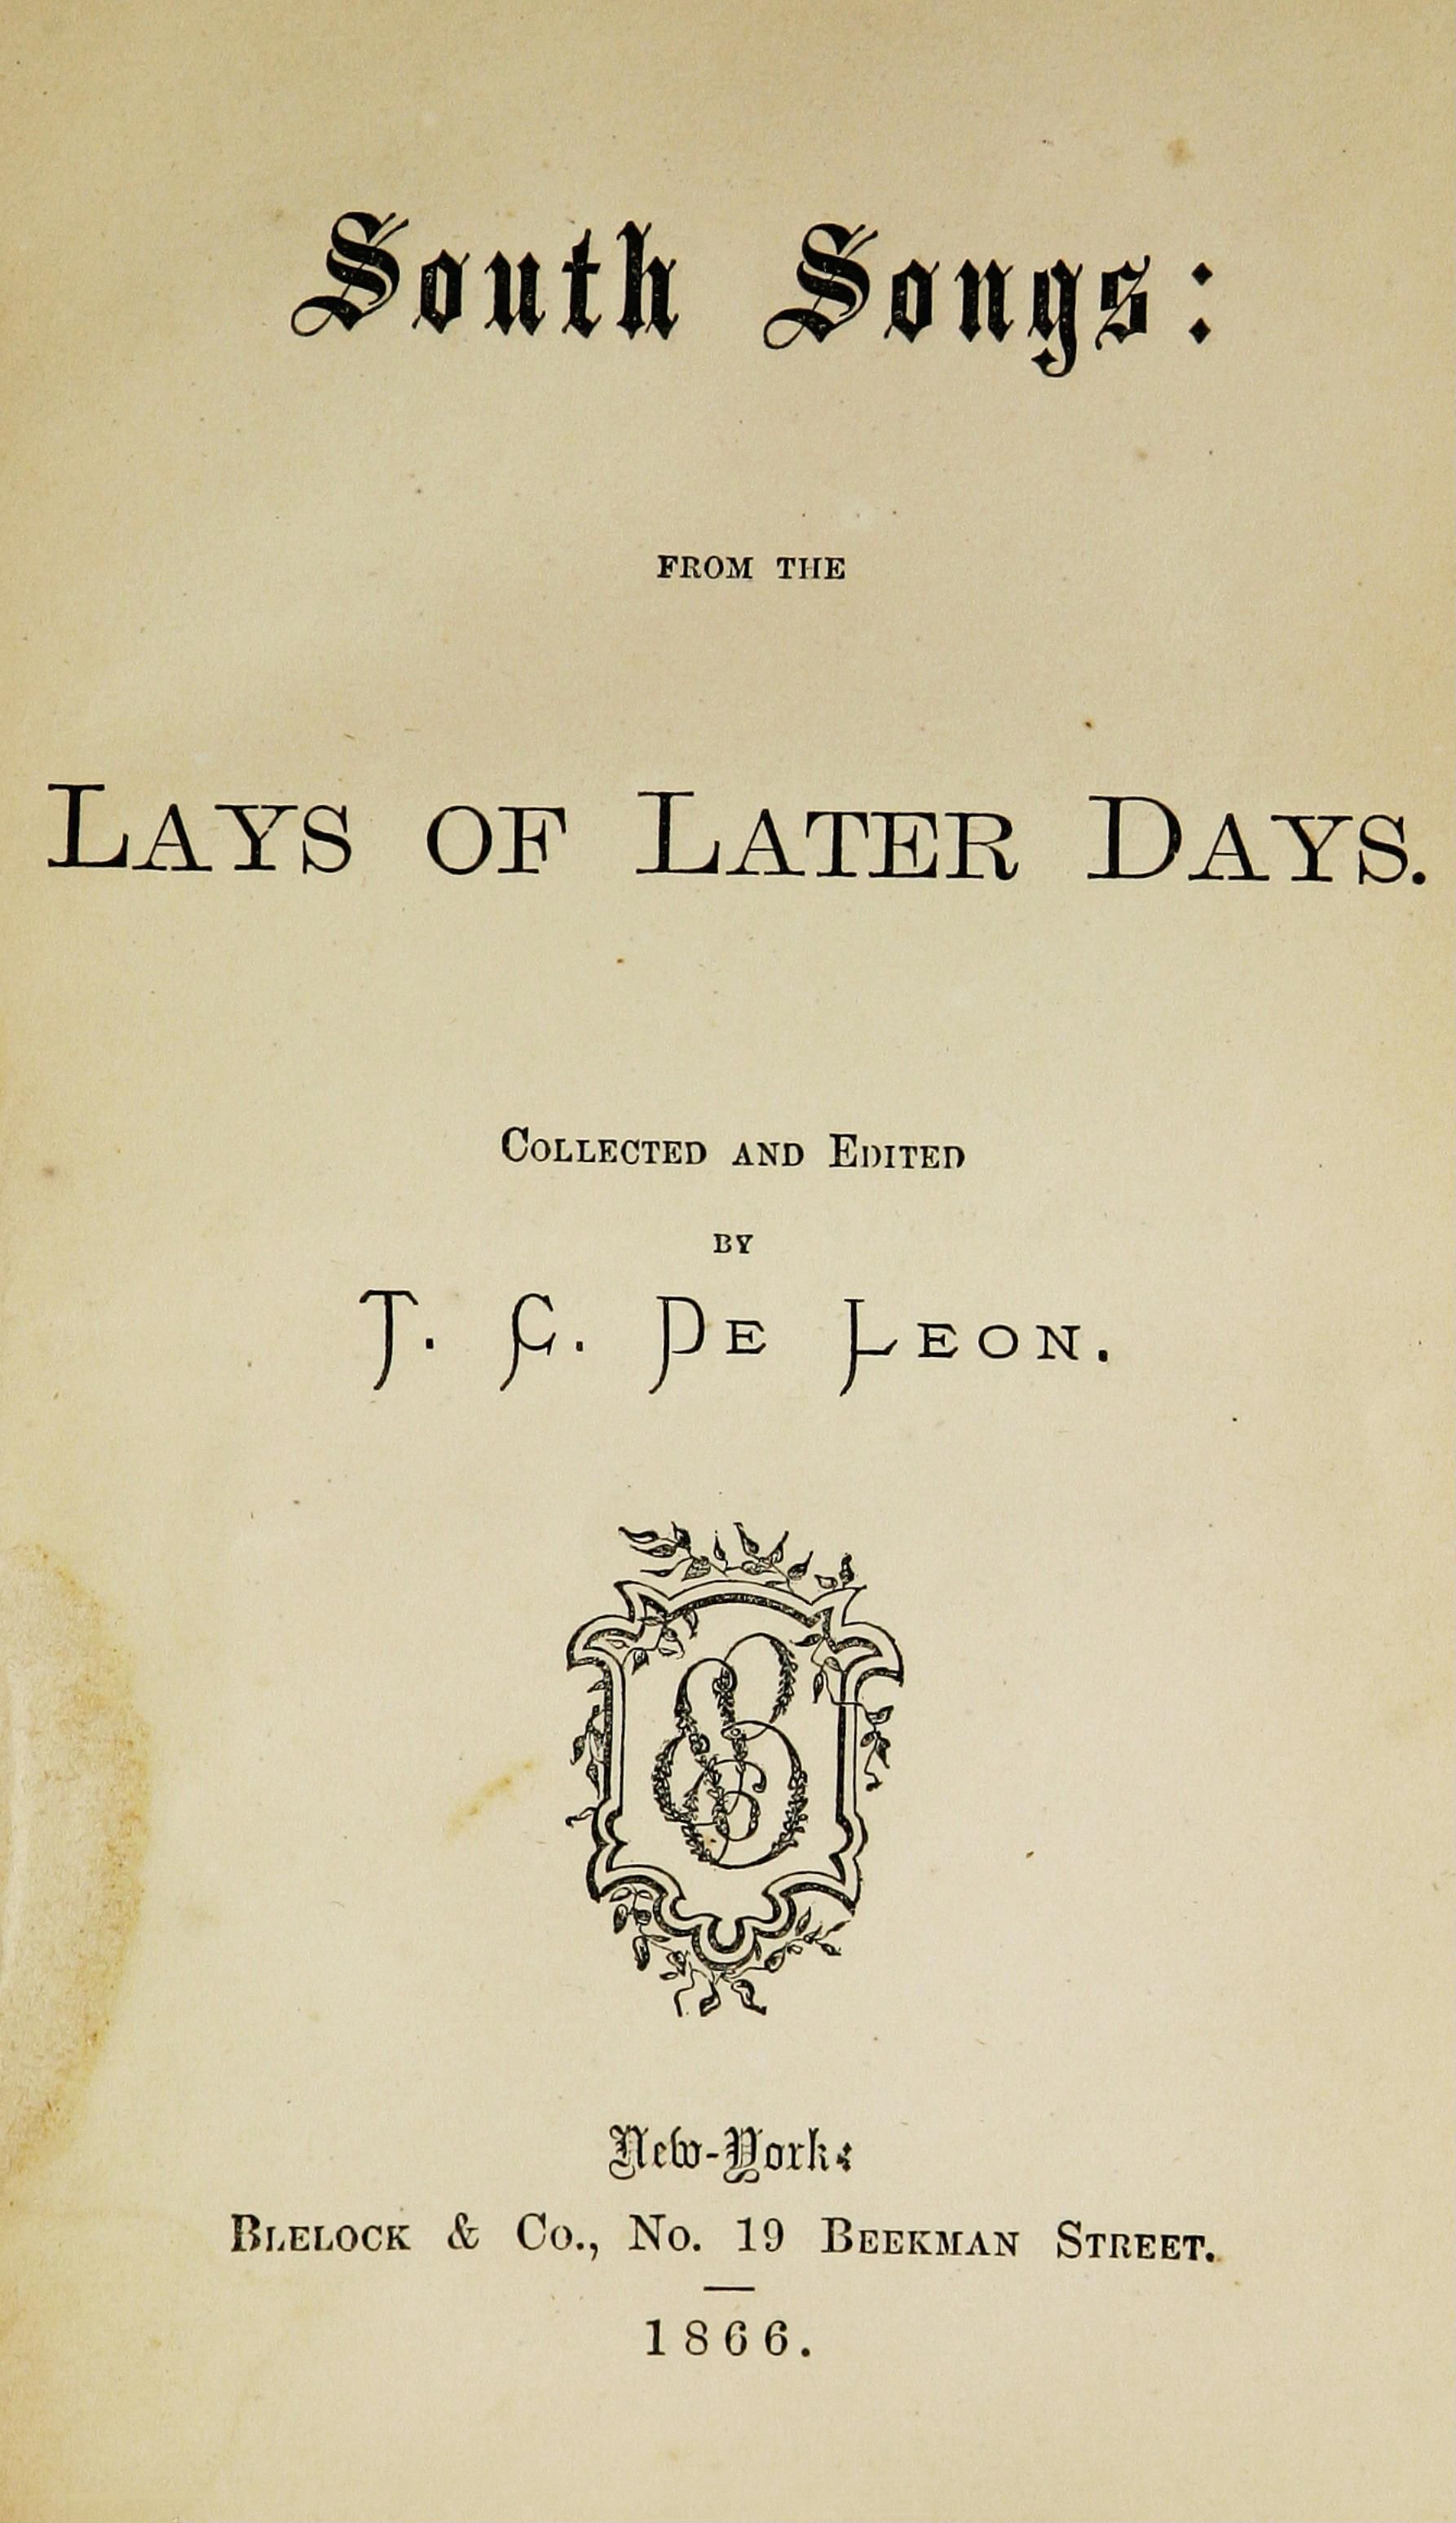 South Songs:
FROM THE
LAYS OF LATER DAYS.
COLLECTED AND EDITED
BY
T. C. DE LEON.
New-York:
BLELOCK & CO., NO. 19 BEEKMAN STREET.
1866.